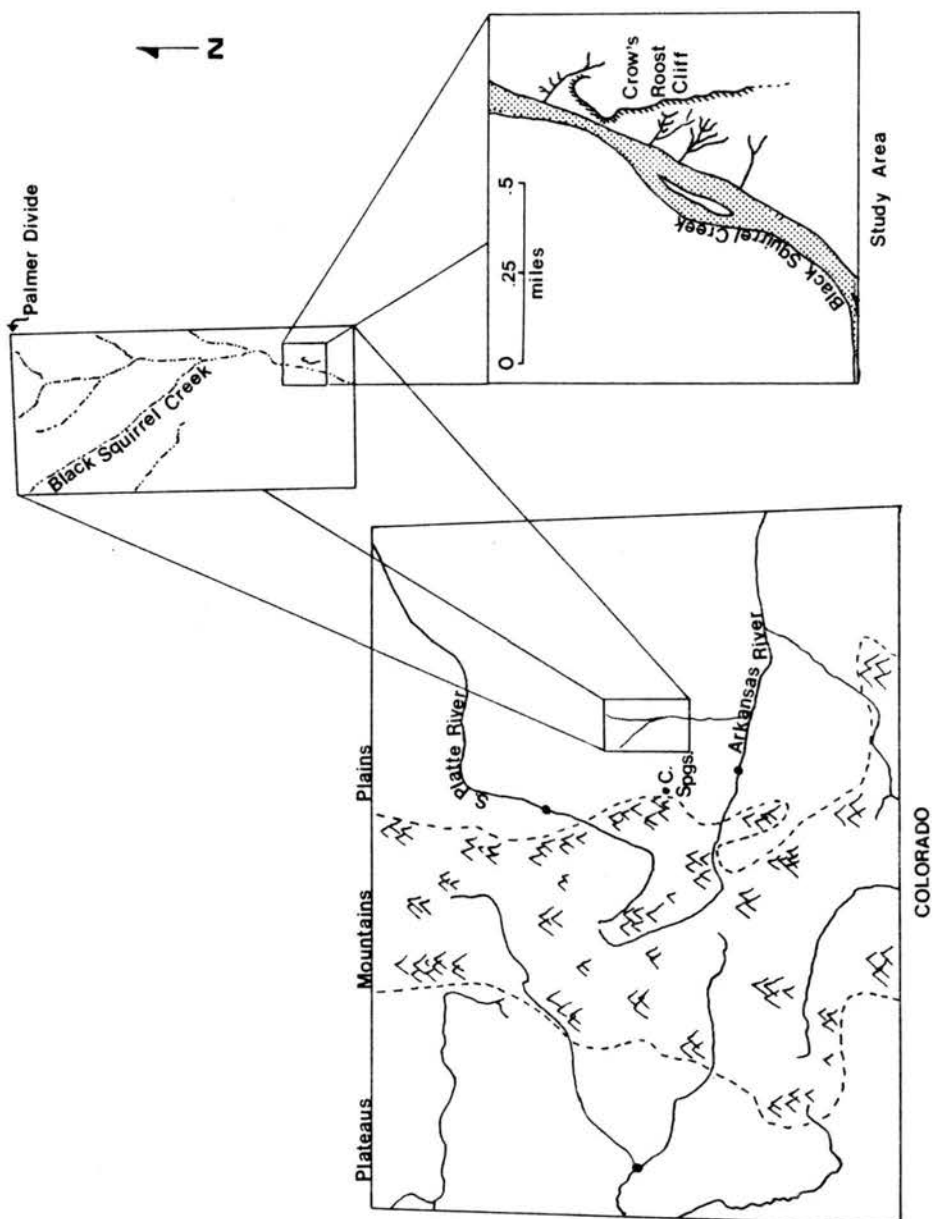 N
Palmer Divide
Black Squirrel Creek
Crow's
Roost
Cliff
0 .25 .5
miles
Black Squirrel Creek
Study Area
Plateaus Mountains Plains
S. Platte River
C.
Spgs.
Arkansas River
COLORADO